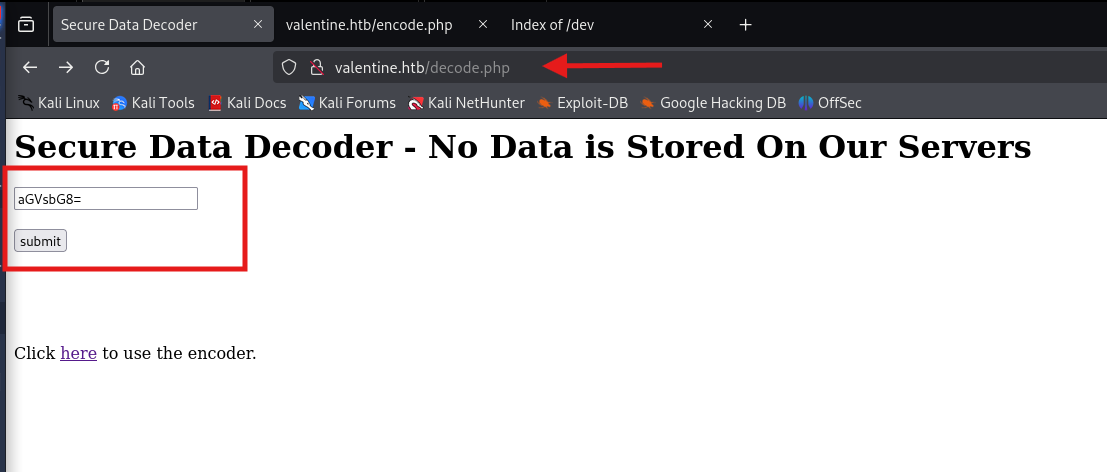 Secure Data Decoder
valentine.htb/encode.php
Index of /dev
valentine.htb/decode.php
Kali Linux
Kali Tools
Kali Docs
Kali Forums
Kali NetHunter
Exploit-DB
Google Hacking DB
OffSec
Secure Data Decoder - No Data is Stored On Our Servers
aGVsbG8=
submit
Click here to use the encoder.